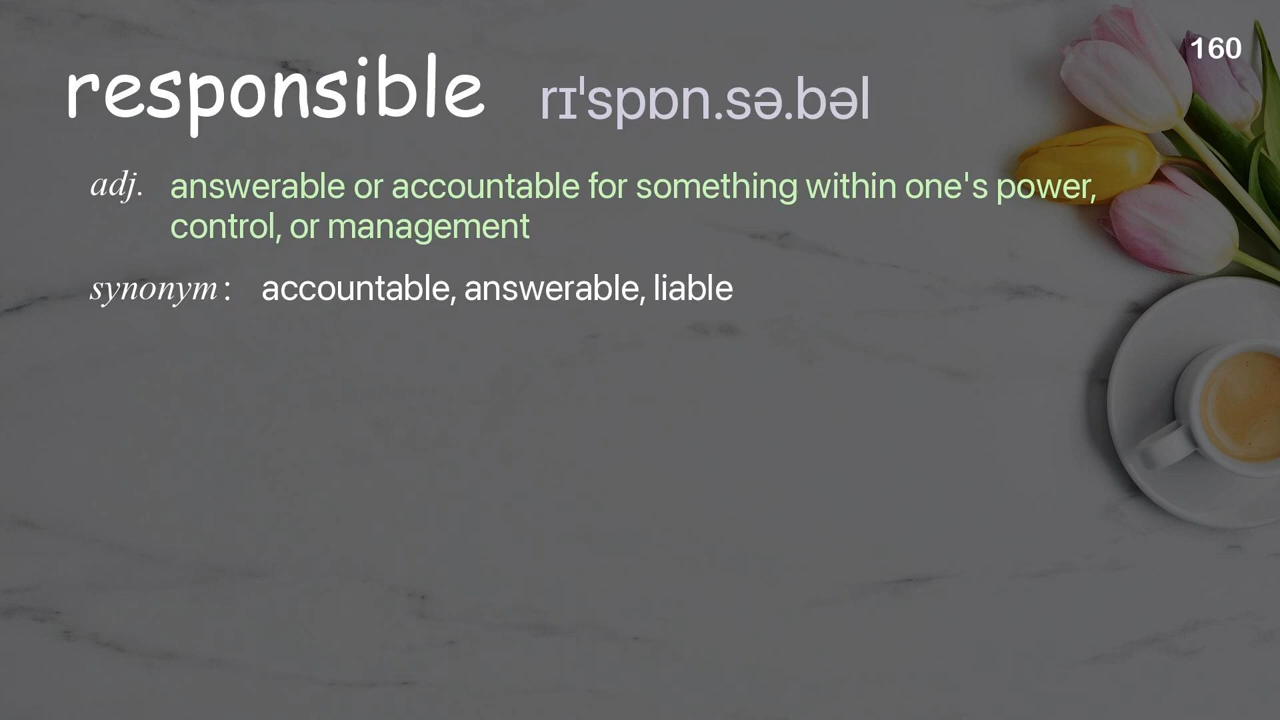 160
responsible rɪˈspɒn.sə.bəl
adj. answerable or accountable for something within one's power,
control, or management
synonym: accountable, answerable, liable